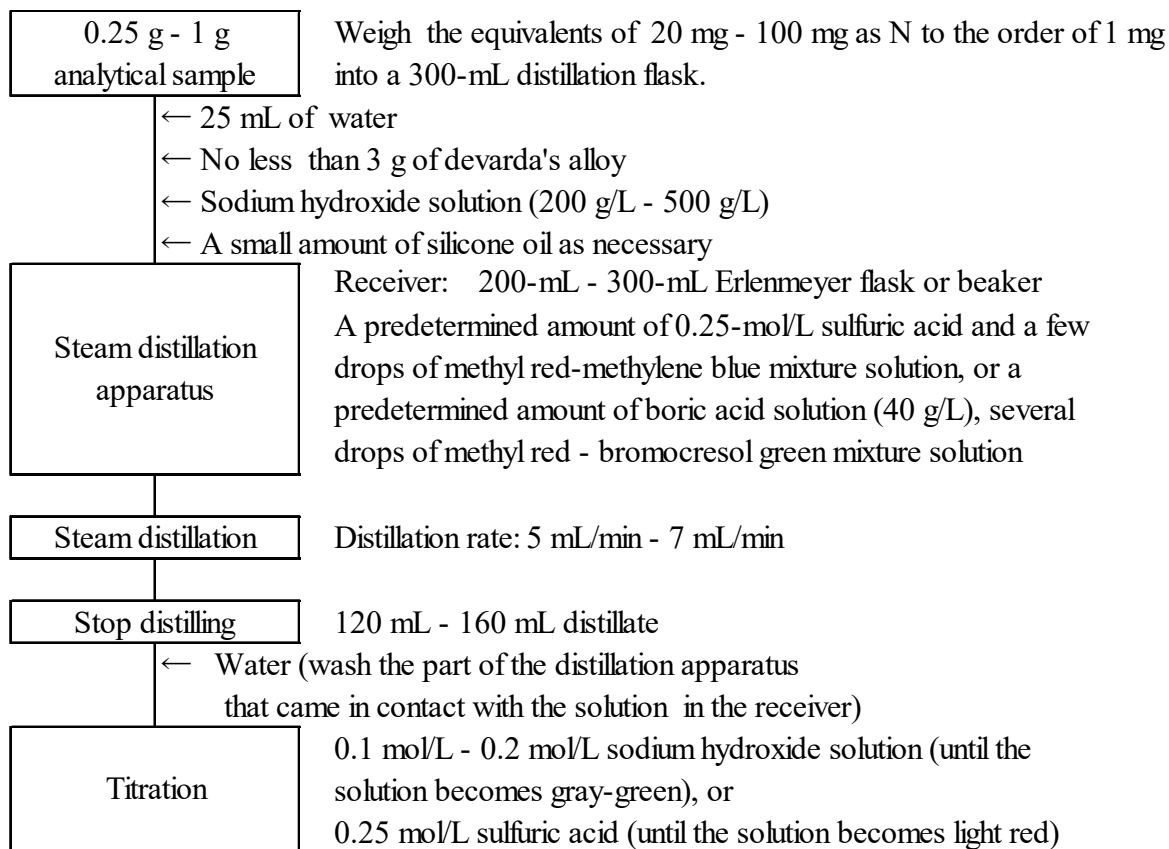 0.25 g - 1 g
analytical sample
Weigh the equivalents of 20 mg - 100 mg as N to the order of 1 mg
into a 300-mL distillation flask.
← 25 mL of water
← No less than 3 g of devarda's alloy
← Sodium hydroxide solution (200 g/L - 500 g/L)
← A small amount of silicone oil as necessary
Steam distillation
apparatus
Receiver: 200-mL - 300-mL Erlenmeyer flask or beaker
A predetermined amount of 0.25-mol/L sulfuric acid and a few
drops of methyl red-methylene blue mixture solution, or a
predetermined amount of boric acid solution (40 g/L), several
drops of methyl red - bromocresol green mixture solution
Steam distillation
Distillation rate: 5 mL/min - 7 mL/min
Stop distilling
120 mL - 160 mL distillate
← Water (wash the part of the distillation apparatus
that came in contact with the solution in the receiver)
Titration
0.1 mol/L - 0.2 mol/L sodium hydroxide solution (until the
solution becomes gray-green), or
0.25 mol/L sulfuric acid (until the solution becomes light red)